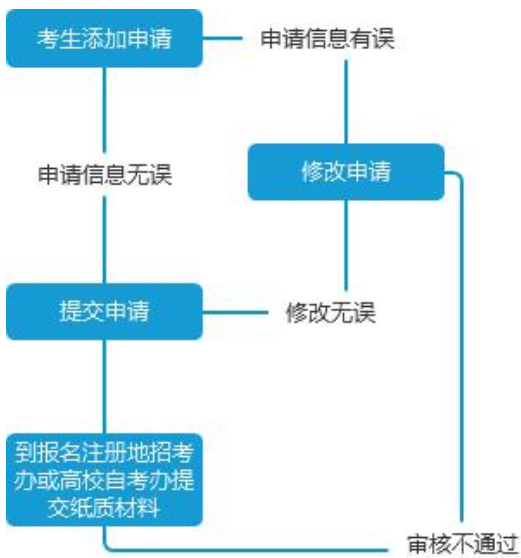 考生添加申请
申请信息有误
申请信息无误
修改申请
提交申请
修改无误
到报名注册地招考
办或高校自考办提
交纸质材料
审核不通过